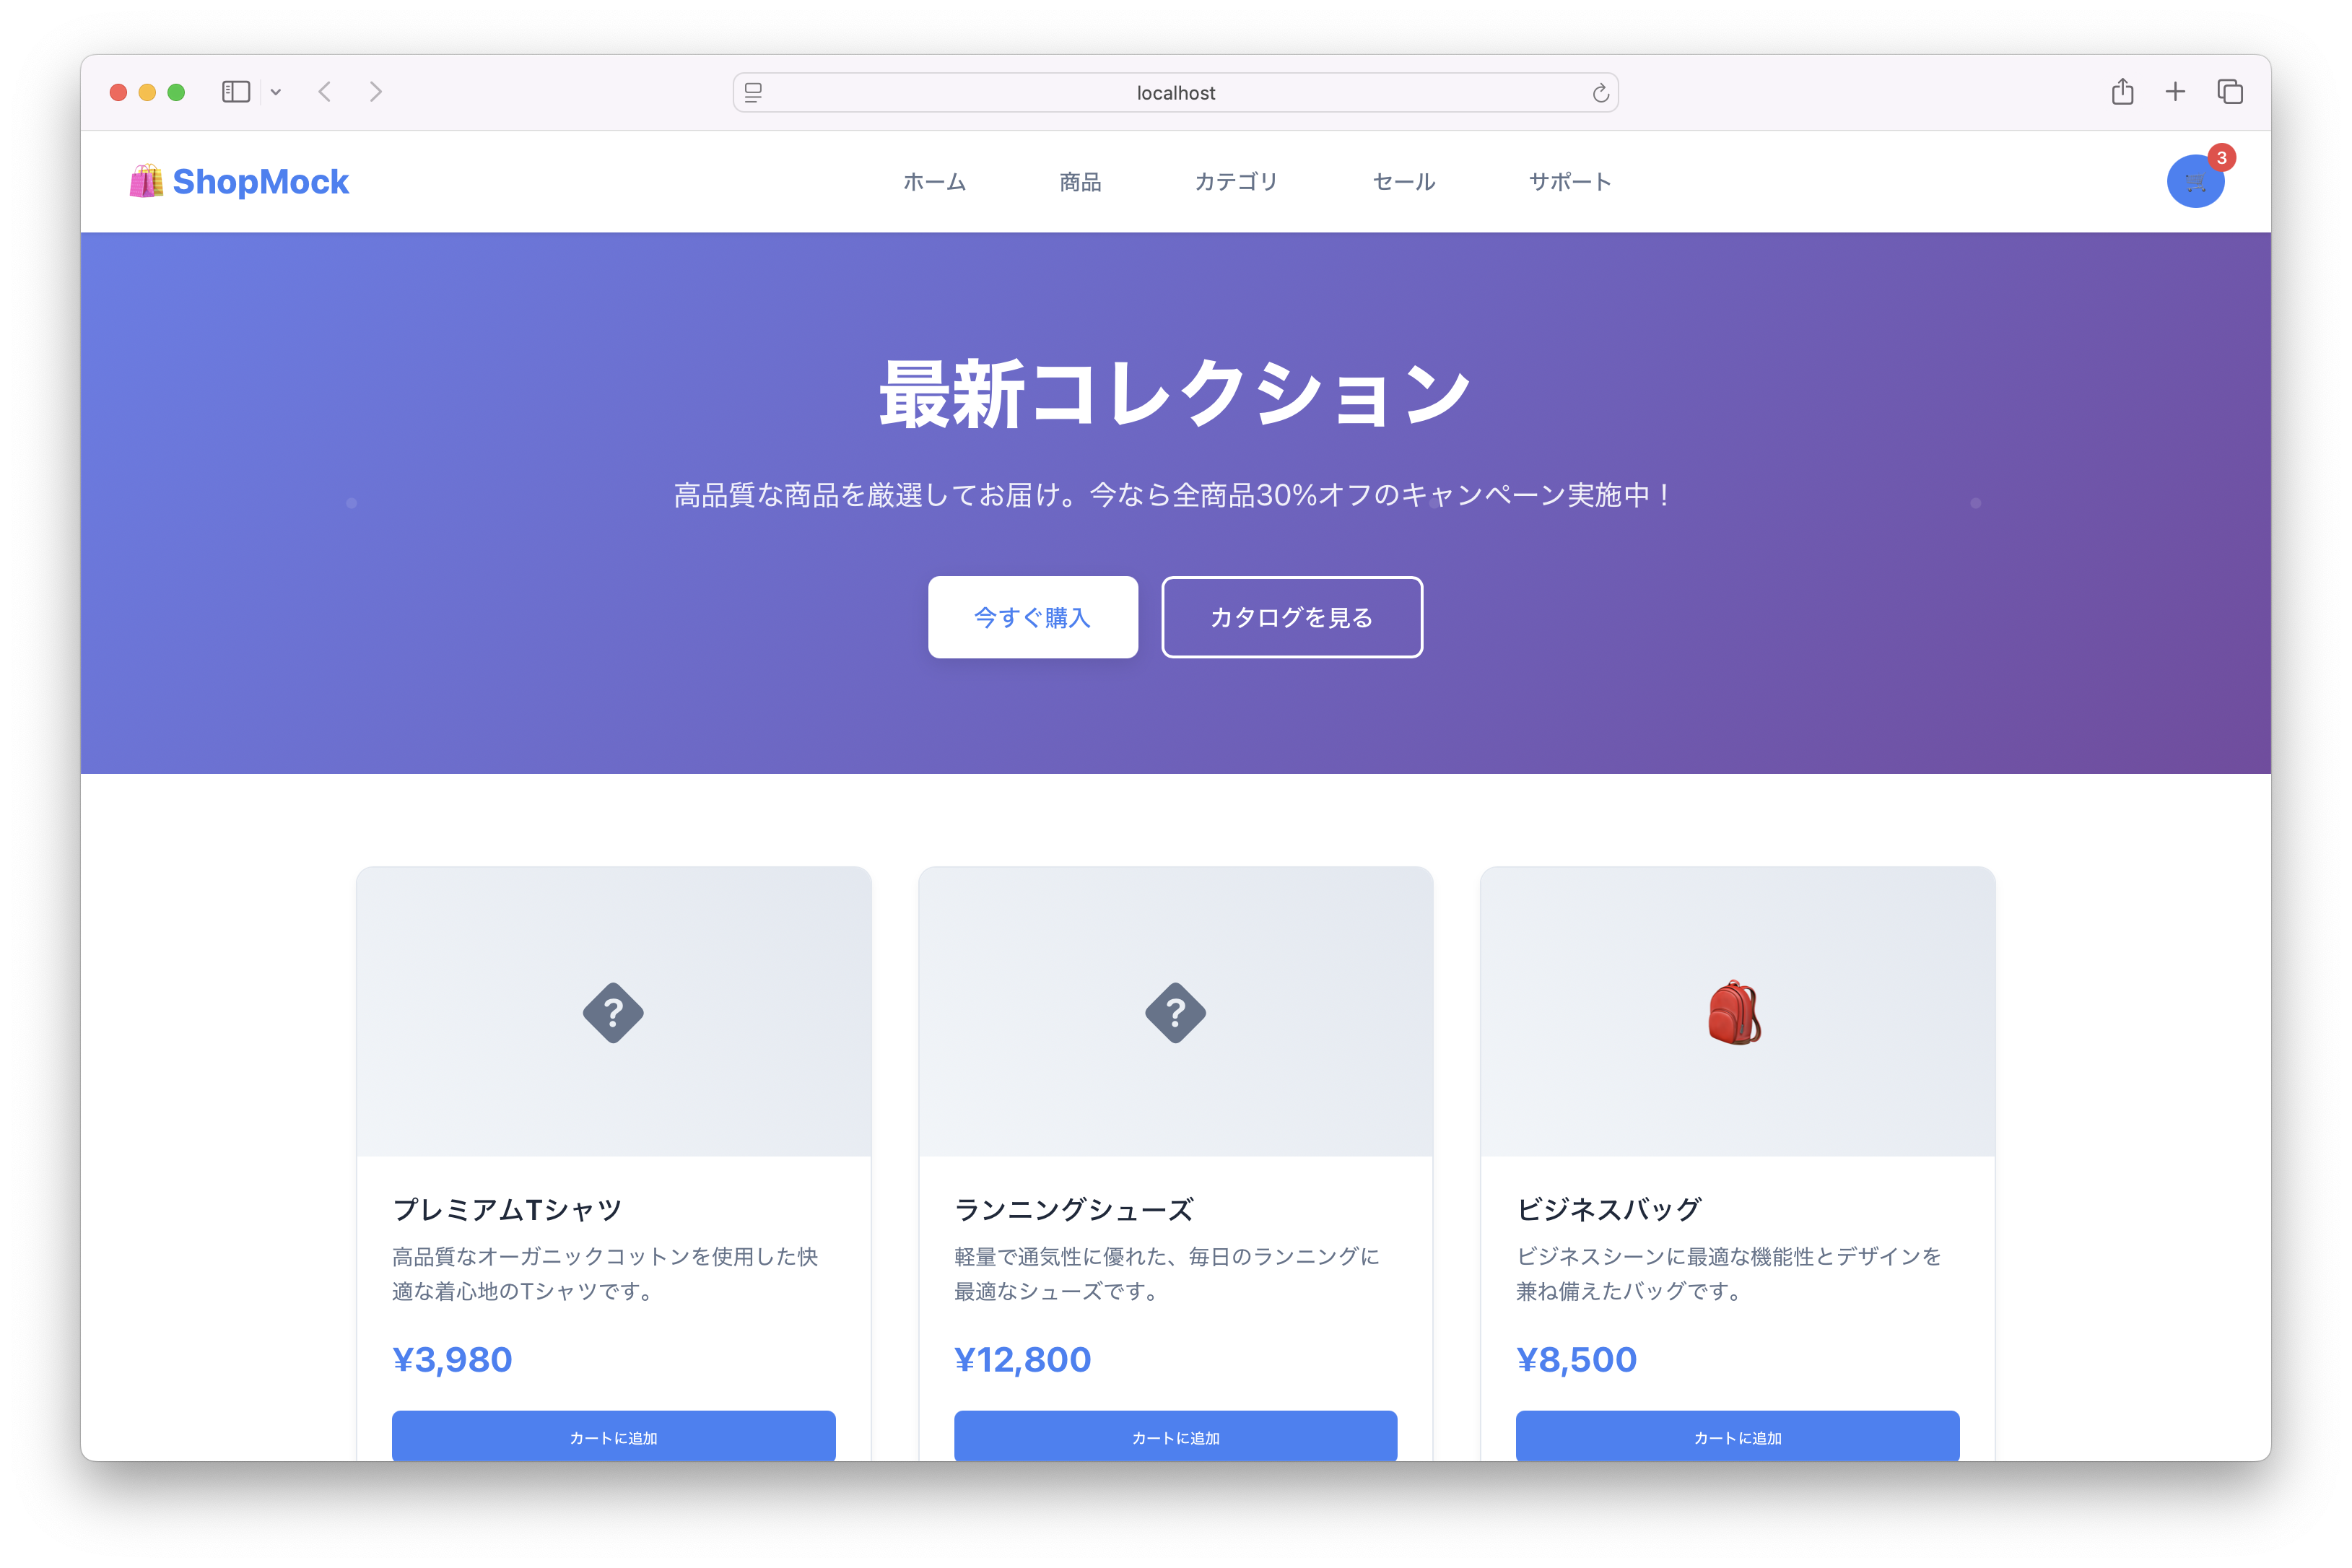 localhost
ShopMock
ホーム 商品 カテゴリ セール サポート
3
最新コレクション
高品質な商品を厳選してお届け。今なら全商品30%オフのキャンペーン実施中！
今すぐ購入 カタログを見る
? ?
プレミアムTシャツ
高品質なオーガニックコットンを使用した快
適な着心地のTシャツです。
¥3,980
カートに追加
ランニングシューズ
軽量で通気性に優れた、毎日のランニングに
最適なシューズです。
¥12,800
カートに追加
ビジネスバッグ
ビジネスシーンに最適な機能性とデザインを
兼ね備えたバッグです。
¥8,500
カートに追加